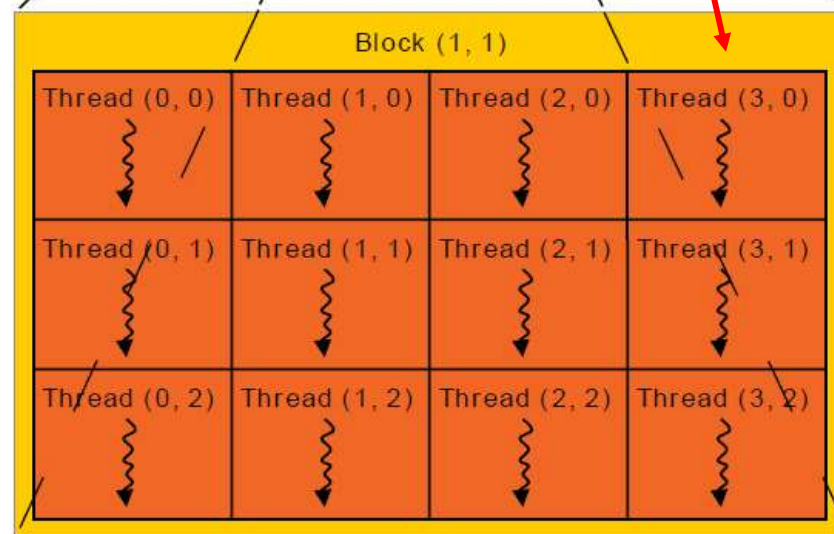 Block (1, 1)
Thread (0, 0) Thread (1, 0) Thread (2, 0) Thread (3, 0)
Thread (0, 1) Thread (1, 1) Thread (2, 1) Thread (3, 1)
Thread (0, 2) Thread (1, 2) Thread (2, 2) Thread (3, 2)